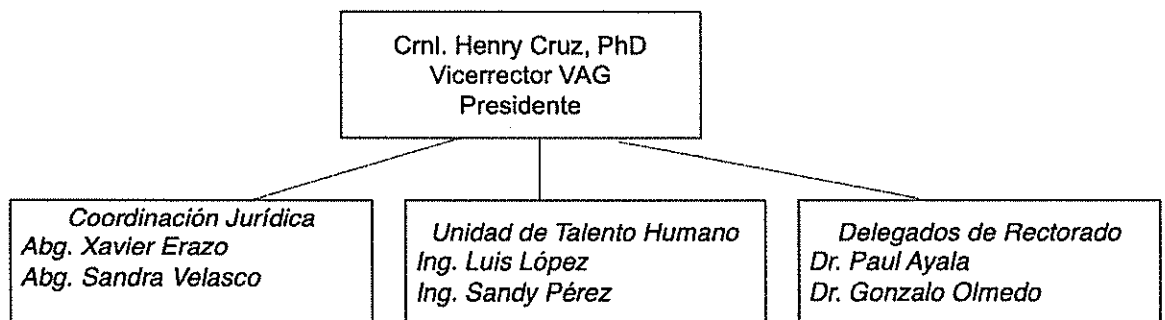 Crnl. Henry Cruz, PhD
Vicerrector VAG
Presidente
Coordinación Jurídica
Abg. Xavier Erazo
Abg. Sandra Velasco
Unidad de Talento Humano
Ing. Luis López
Ing. Sandy Pérez
Delegados de Rectorado
Dr. Paul Ayala
Dr. Gonzalo Olmedo